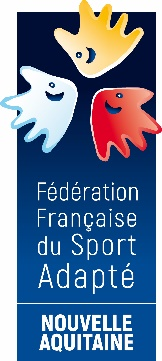 Fédération
Française
du Sport
Adapté
NOUVELLE
AQUITAINE